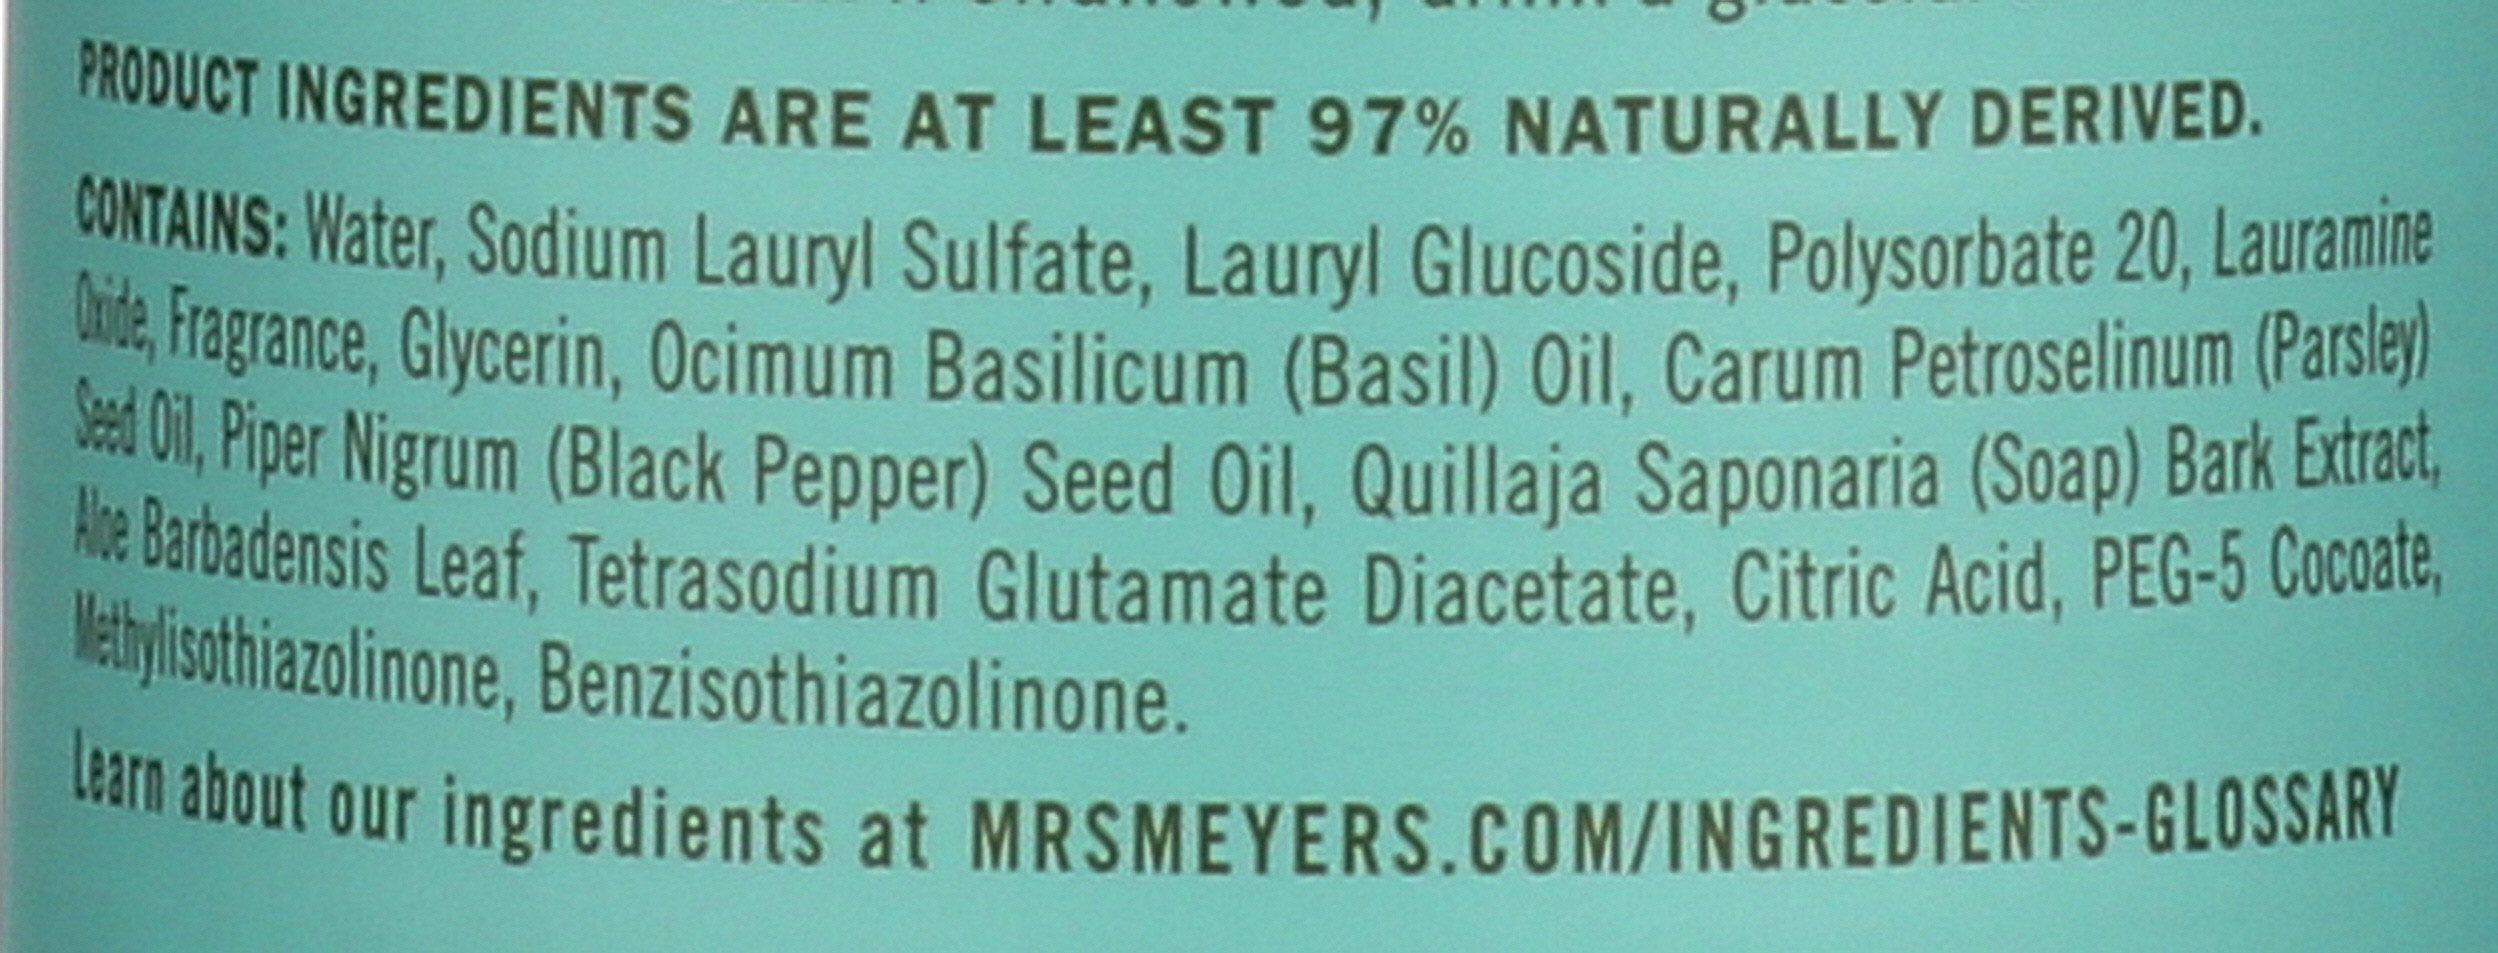 drink a
PRODUCT INGREDIENTS ARE AT LEAST 97% NATURALLY DERIVED.
CONTAINS: Water, Sodium Lauryl Sulfate, Lauryl Glucoside, Polysorbate 20, Lauramine
Oxide, Fragrance, Glycerin, Ocimum Basilicum (Basil) Oil, Carum Petroselinum (Parsley)
Seed Oil, Piper Nigrum (Black Pepper) Seed Oil, Quillaja Saponaria (Soap) Bark Extract,
Aloe Barbadensis Leaf, Tetrasodium Glutamate Diacetate, Citric Acid, PEG-5 Cocoate,
Methylisothiazolinone, Benzisothiazolinone.
Learn about our ingredients at MRSMEYERS.COM/INGREDIENTS-GLOSSARY